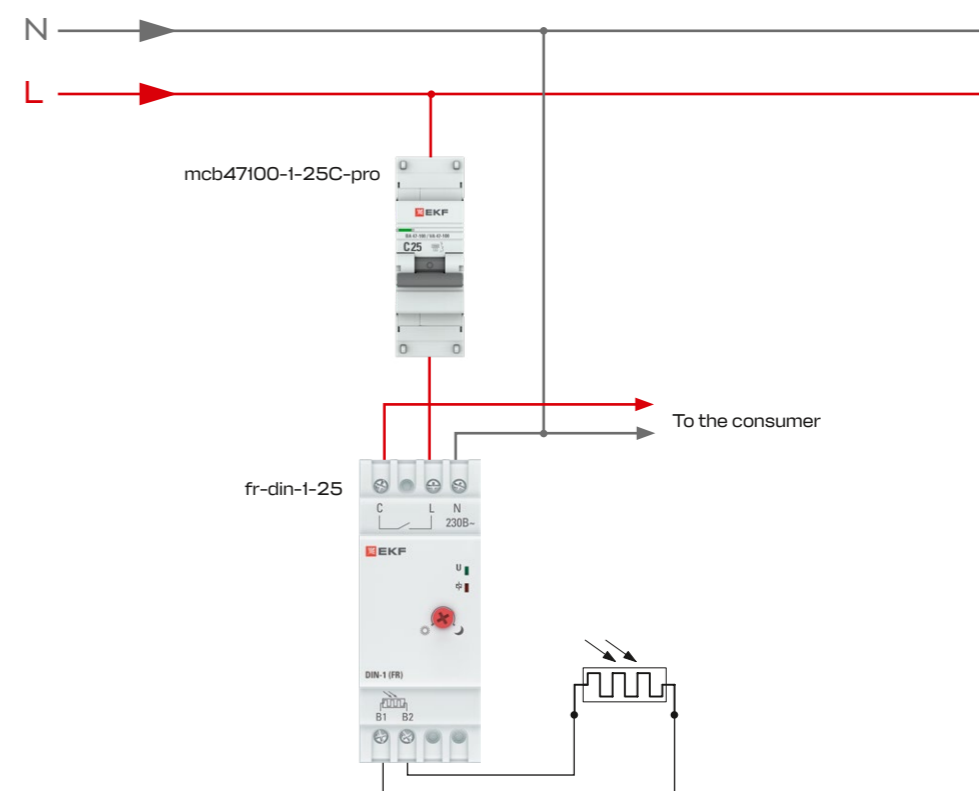 N
L
mcb47100-1-25C-pro
EKF
C25
To the consumer
fr-din-1-25
C L N
230В~
EKF
U
DIN-1 (FR)
B1 B2